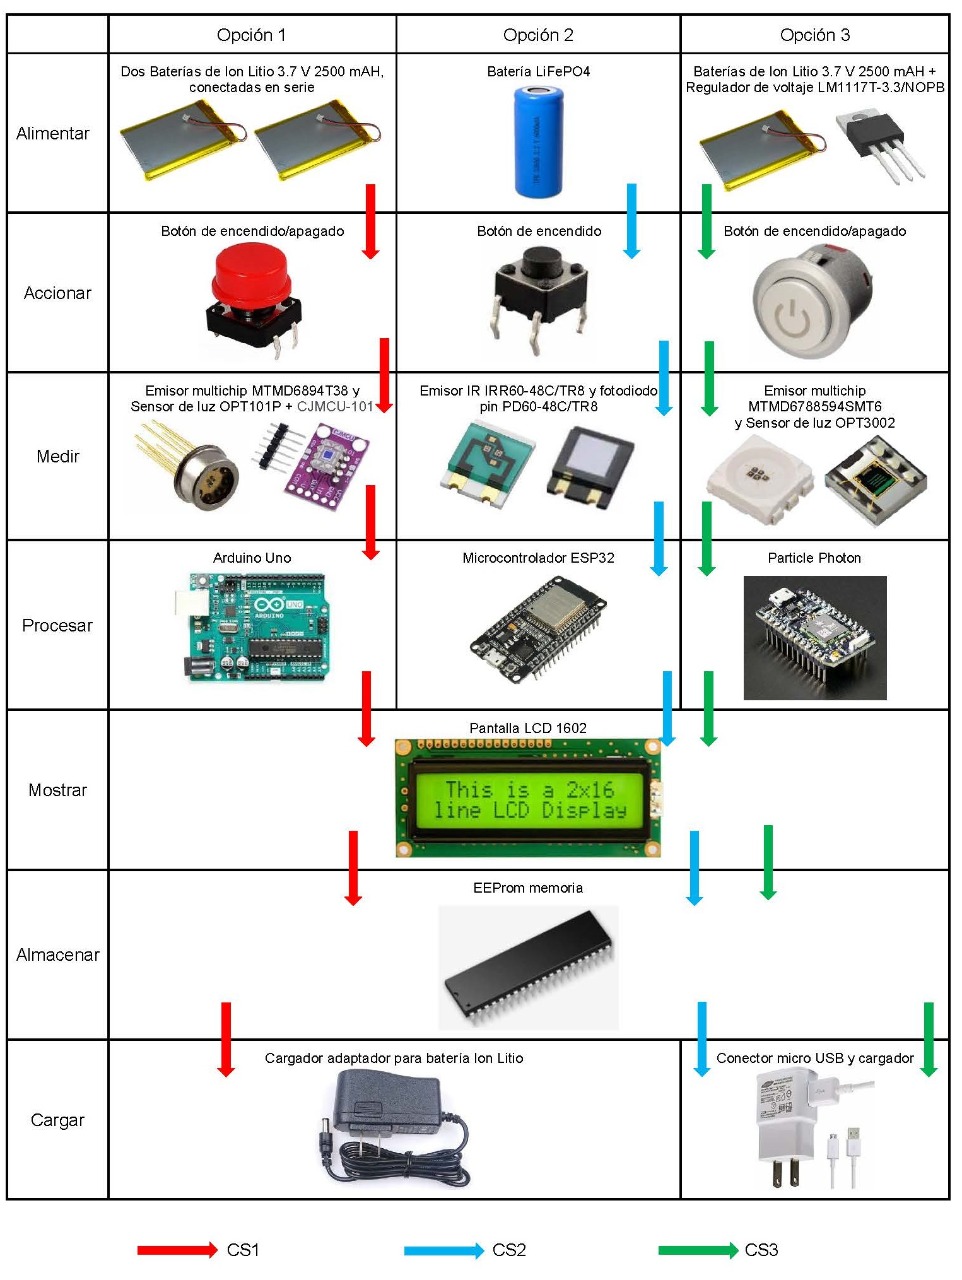 Opción 1
Opción 2
Opción 3
Alimentar
Dos Baterías de Ion Litio 3.7 V 2500 mAH,
conectadas en serie
Batería LiFePO4
Baterías de Ion Litio 3.7 V 2500 mAH +
Regulador de voltaje LM1117T-3.3/NOPB
Accionar
Botón de encendido/apagado
Botón de encendido
Botón de encendido/apagado
Medir
Emisor multichip MTMD6894T38 y
Sensor de luz OPT101P + CJMCU-101
Emisor IR IRR60-48C/TR8 y fotodiodo
pin PD60-48C/TR8
Emisor multichip
MTMD6788594SMT6
y Sensor de luz OPT3002
CJMCU
Procesar
Arduino Uno
UNO
ARDUINO
Microcontrolador ESP32
Particle Photon
Mostrar
Pantalla LCD 1602
This is a 2x16
line LCD Display
Almacenar
EEProm memoria
Cargar
Cargador adaptador para batería Ion Litio
Conector micro USB y cargador
CS1
CS2
CS3